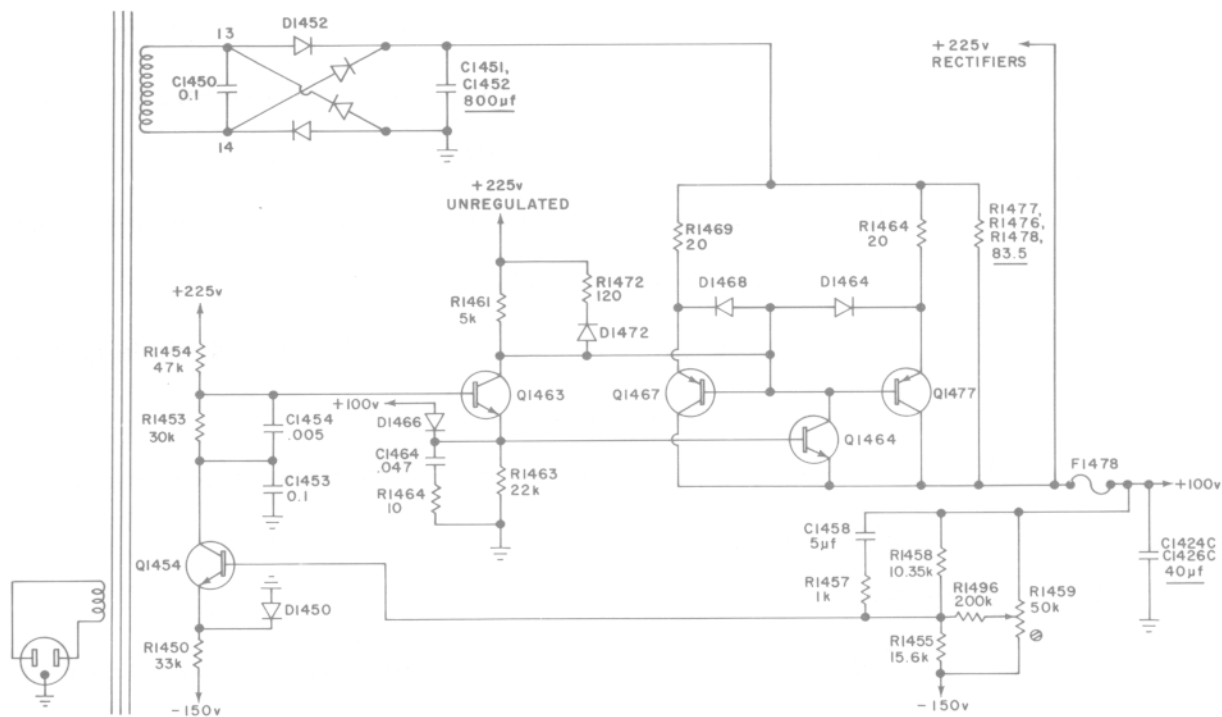 13
D1452
C1450
0.1
14
C1451,
C1452
800µf
+225v
RECTIFIERS
+225v
UNREGULATED
R1469
20
R1464
20
R1477,
R1476,
R1478,
83.5
R1472
120
D1468
D1464
R1461
5k
D1472
+225v
R1454
47k
Q1463
Q1467
Q1477
R1453
30k
C1454
.005
+100v
D1466
Q1464
C1464
.047
R1463
22k
C1453
0.1
R1464
10
F1478
+100v
C1458
5µf
R1458
10.35k
C1424C
C1426C
40µf
Q1454
R1457
1k
R1496
200k
R1459
50k
D1450
R1450
33k
R1455
15.6k
-150v
-150v